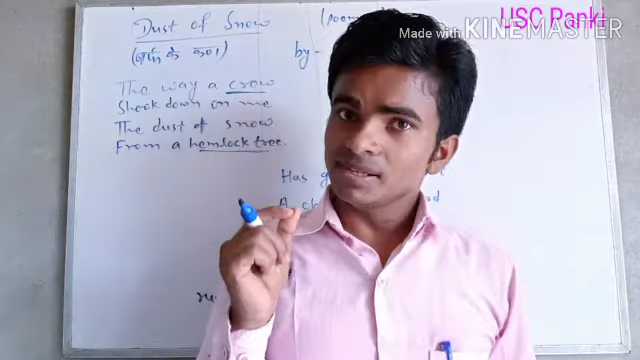 Dust of Snow
(poem
(बर्फ के कण)
by-
The way a crow
Shook down on me
The dust of snow
From a hemlock tree.
Has
A
Made with KINEMASTER
USC Panki